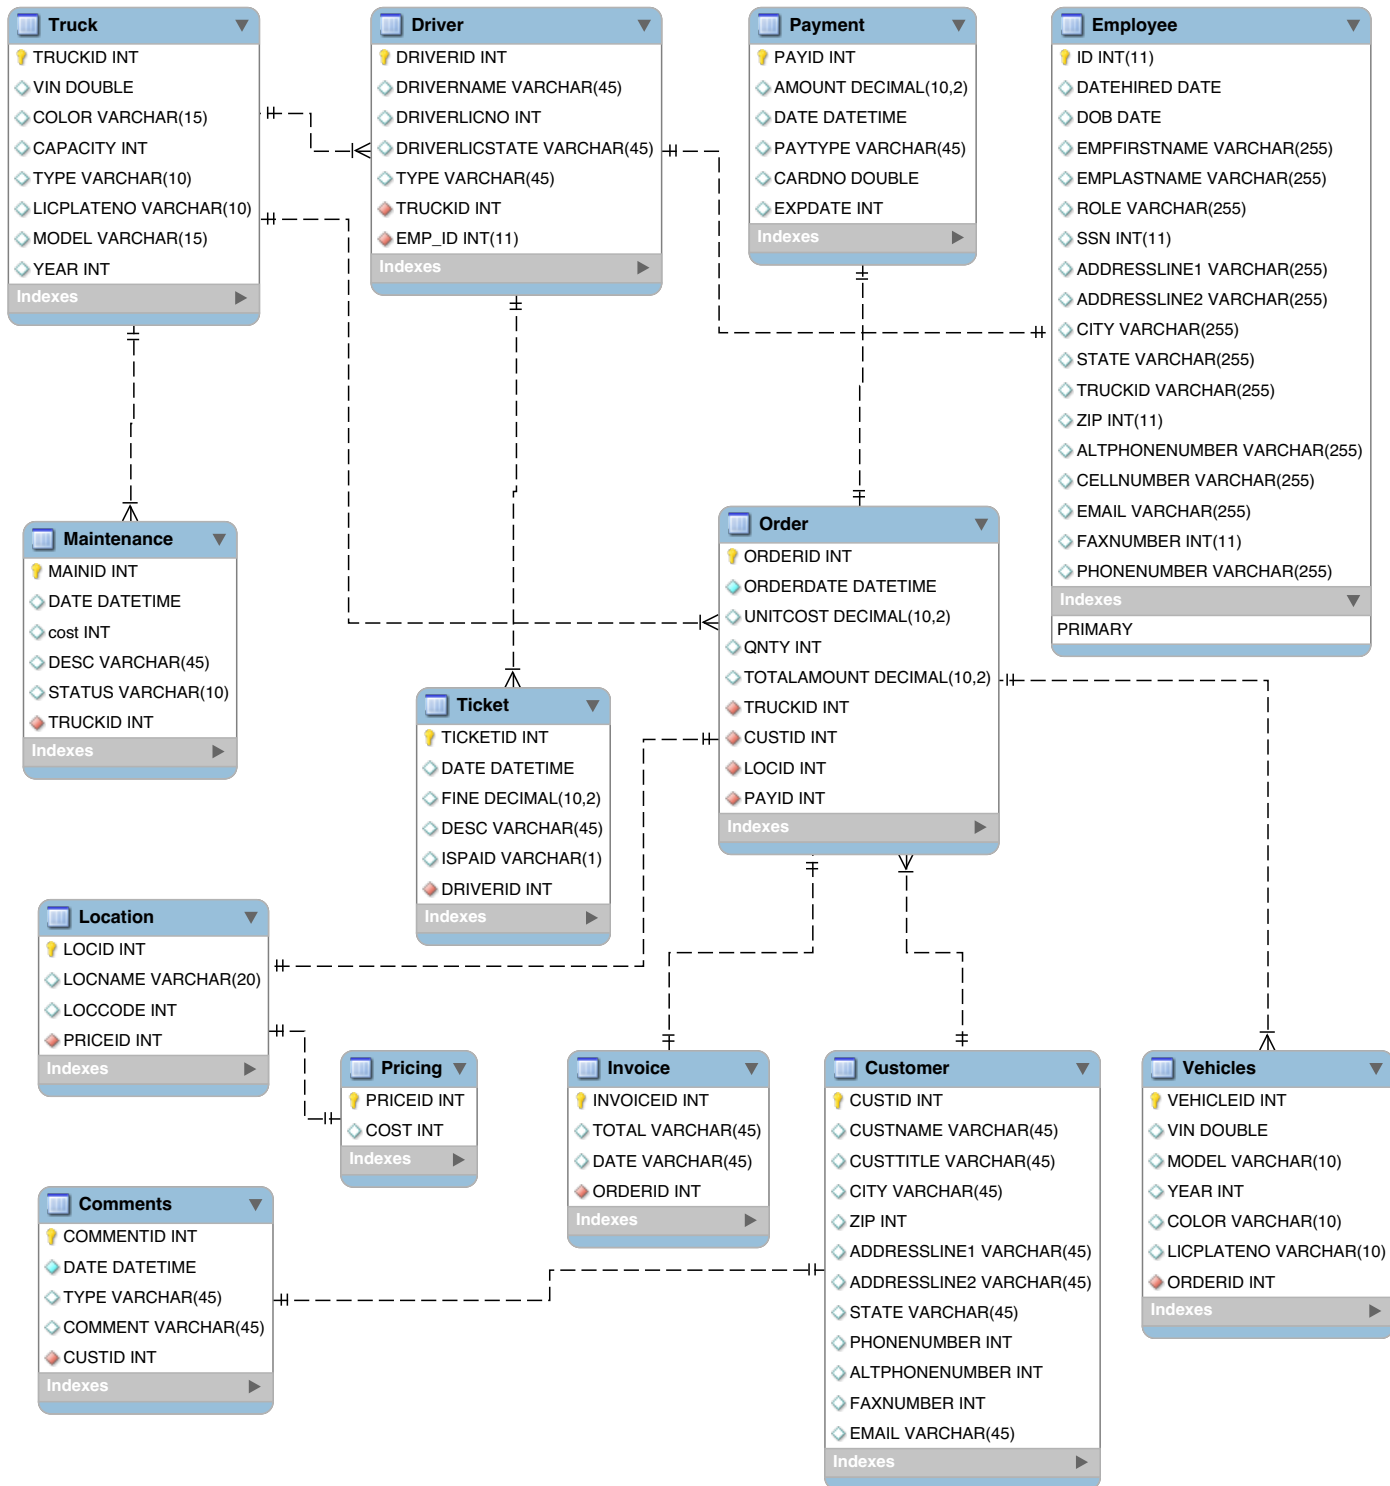 Truck
TRUCKID INT
VIN DOUBLE
COLOR VARCHAR(15)
CAPACITY INT
TYPE VARCHAR(10)
LICPLATENO VARCHAR(10)
MODEL VARCHAR(15)
YEAR INT
Indexes
Driver
DRIVERID INT
DRIVERNAME VARCHAR(45)
DRIVERLICNO INT
DRIVERLICSTATE VARCHAR(45)
TYPE VARCHAR(45)
TRUCKID INT
EMP_ID INT(11)
Indexes
Payment
PAYID INT
AMOUNT DECIMAL(10,2)
DATE DATETIME
PAYTYPE VARCHAR(45)
CARDNO DOUBLE
EXPDATE INT
Indexes
Employee
ID INT(11)
DATEHIRED DATE
DOB DATE
EMPFIRSTNAME VARCHAR(255)
EMPLASTNAME VARCHAR(255)
ROLE VARCHAR(255)
SSN INT(11)
ADDRESSLINE1 VARCHAR(255)
ADDRESSLINE2 VARCHAR(255)
CITY VARCHAR(255)
STATE VARCHAR(255)
TRUCKID VARCHAR(255)
ZIP INT(11)
ALTPHONENUMBER VARCHAR(255)
CELLNUMBER VARCHAR(255)
EMAIL VARCHAR(255)
FAXNUMBER INT(11)
PHONENUMBER VARCHAR(255)
Indexes
PRIMARY
Maintenance
MAINID INT
DATE DATETIME
cost INT
DESC VARCHAR(45)
STATUS VARCHAR(10)
TRUCKID INT
Indexes
Order
ORDERID INT
ORDERDATE DATETIME
UNITCOST DECIMAL(10,2)
QNTY INT
TOTALAMOUNT DECIMAL(10,2)
TRUCKID INT
CUSTID INT
LOCID INT
PAYID INT
Indexes
Ticket
TICKETID INT
DATE DATETIME
FINE DECIMAL(10,2)
DESC VARCHAR(45)
ISPAID VARCHAR(1)
DRIVERID INT
Indexes
Location
LOCID INT
LOCNAME VARCHAR(20)
LOCCODE INT
PRICEID INT
Indexes
Pricing
PRICEID INT
COST INT
Indexes
Invoice
INVOICEID INT
TOTAL VARCHAR(45)
DATE VARCHAR(45)
ORDERID INT
Indexes
Customer
CUSTID INT
CUSTNAME VARCHAR(45)
CUSTTITLE VARCHAR(45)
CITY VARCHAR(45)
ZIP INT
ADDRESSLINE1 VARCHAR(45)
ADDRESSLINE2 VARCHAR(45)
STATE VARCHAR(45)
PHONENUMBER INT
ALTPHONENUMBER INT
FAXNUMBER INT
EMAIL VARCHAR(45)
Indexes
Vehicles
VEHICLEID INT
VIN DOUBLE
MODEL VARCHAR(10)
YEAR INT
COLOR VARCHAR(10)
LICPLATENO VARCHAR(10)
ORDERID INT
Indexes
Comments
COMMENTID INT
DATE DATETIME
TYPE VARCHAR(45)
COMMENT VARCHAR(45)
CUSTID INT
Indexes